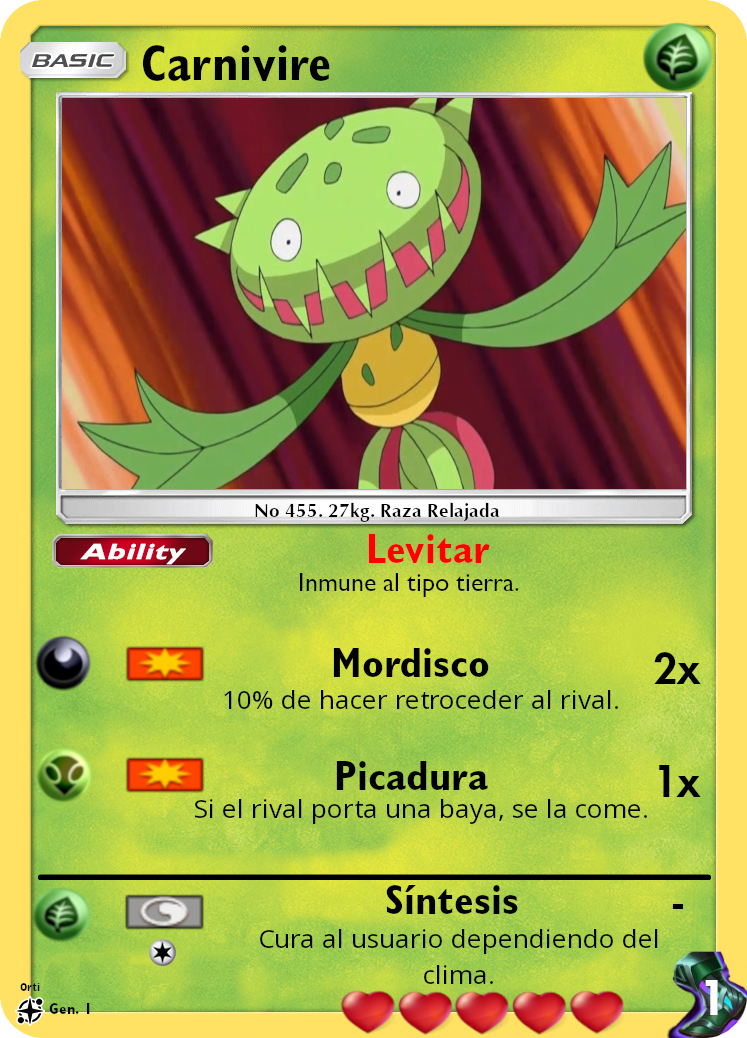 BASIC Carnivire
No 455. 27kg. Raza Relajada
Ability Levitar
Inmune al tipo tierra.
Mordisco 2x
10% de hacer retroceder al rival.
Picadura 1x
Si el rival porta una baya, se la come.
Síntesis -
Cura al usuario dependiendo del
clima.
Orti
Gen. I
1